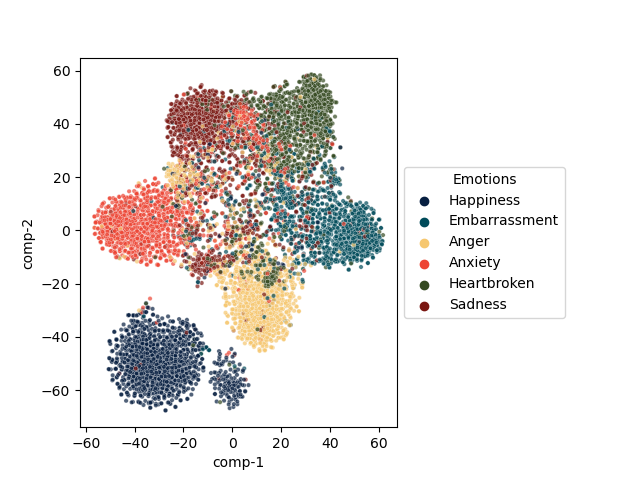 60
40
20
0
−20
−40
−60
comp-2
−60 −40 −20 0 20 40 60
comp-1
Emotions
Happiness
Embarrassment
Anger
Anxiety
Heartbroken
Sadness